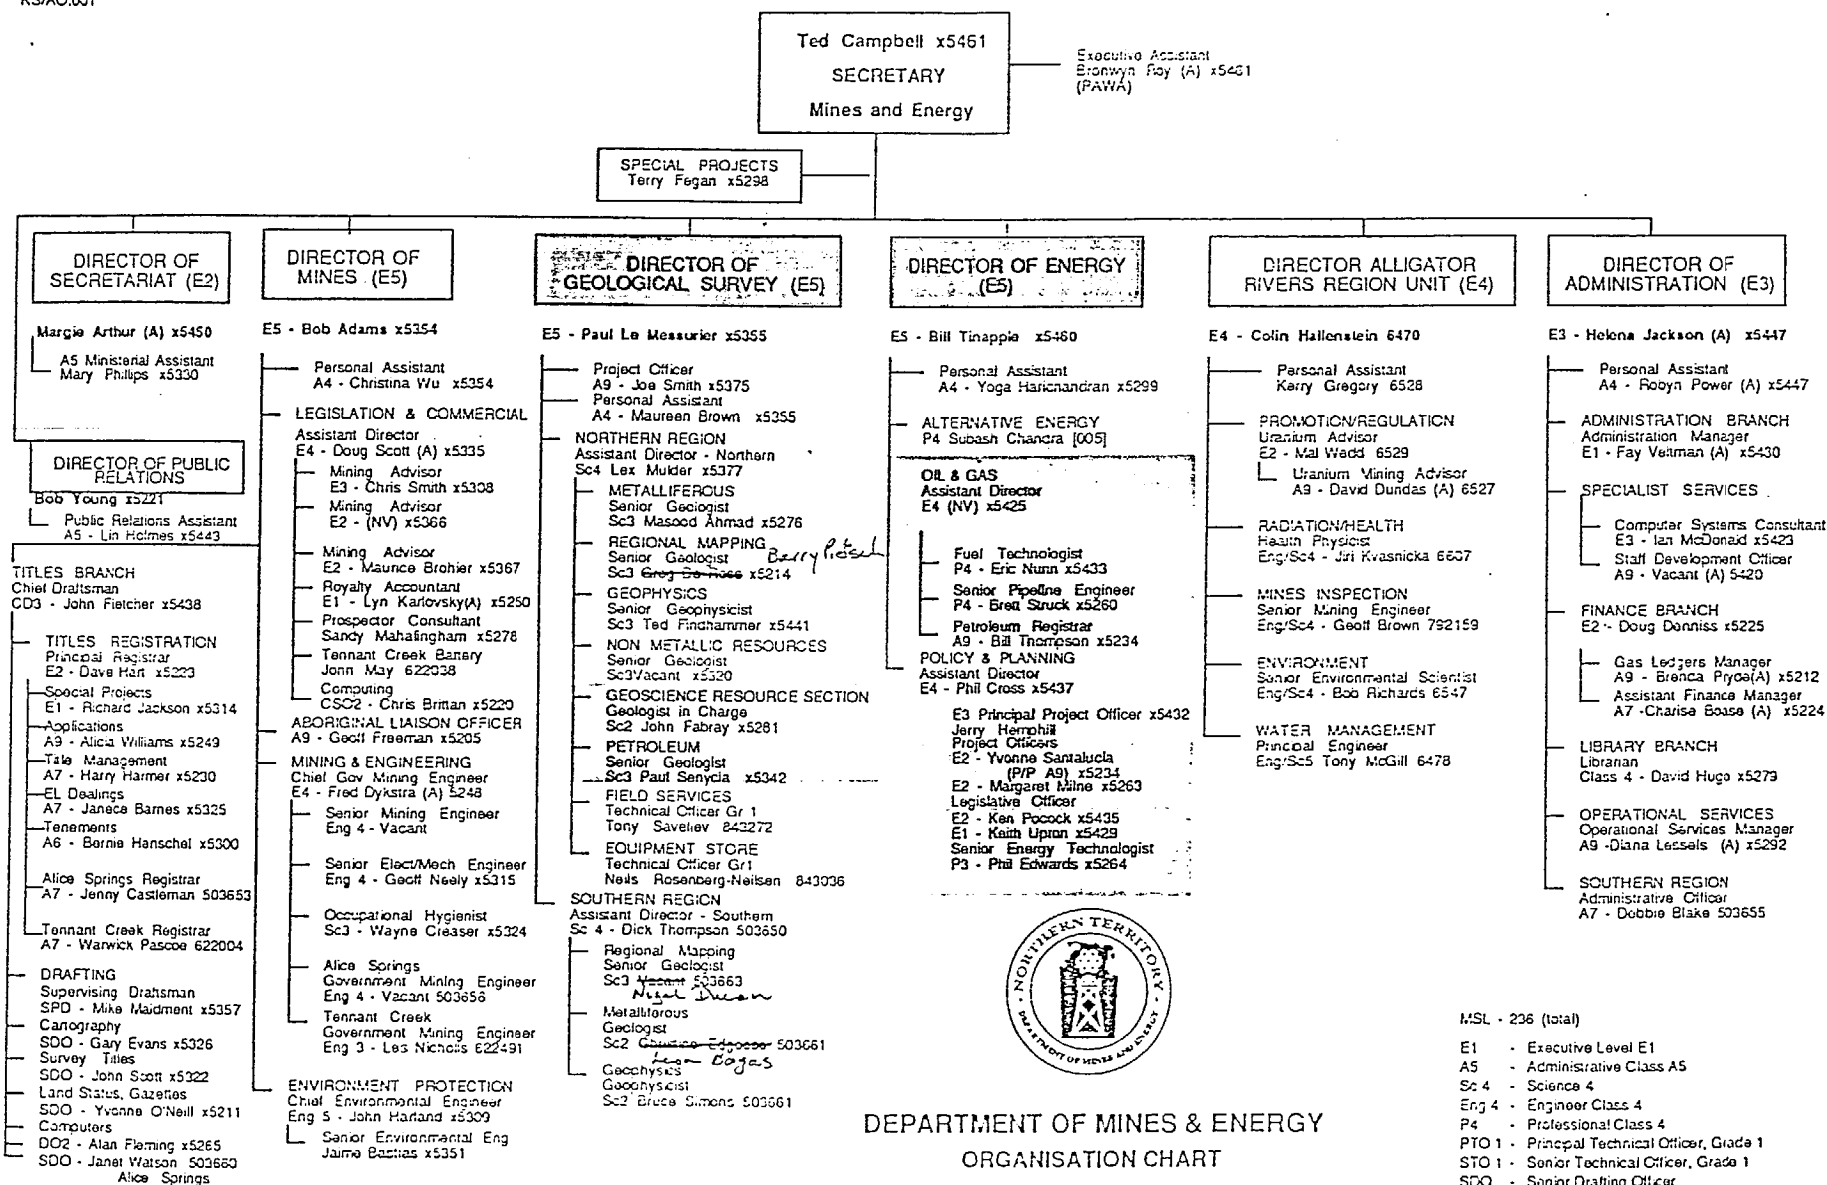 Ted Campbell x5461
SECRETARY
Mines and Energy
Executive Assistant
Bronwyn Roy (A) x5461
(PAWA)
SPECIAL PROJECTS
Terry Fegan x5298
DIRECTOR OF
SECRETARIAT (E2)
Margie Arthur (A) x5450
A5 Ministerial Assistant
Mary Phillips x5330
DIRECTOR OF PUBLIC
RELATIONS
Bob Young x5221
Public Relations Assistant
A5 - Lin Holmes x5443
TITLES BRANCH
Chief Draftsman
CD3 - John Fletcher x5438
TITLES REGISTRATION
Principal Registrar
E2 - Dave Hart x5223
Special Projects
E1 - Richard Jackson x5314
Applications
A9 - Alicia Williams x5249
Title Management
A7 - Harry Harmer x5230
EL Dealings
A7 - Janece Barnes x5325
Tenements
A6 - Bernie Hanschel x5300
Alice Springs Registrar
A7 - Jenny Castleman 503653
Tennant Creek Registrar
A7 - Warwick Pascoe 622004
DRAFTING
Supervising Draftsman
SPD - Mike Maidment x5357
Cartography
SDO - Gary Evans x5326
Survey Titles
SDO - John Scott x5322
Land Status, Gazettes
SDO - Yvonne O'Neill x5211
Computers
DO2 - Alan Fleming x5265
SDO - Janet Watson 503660
Alice Springs
DIRECTOR OF
MINES (E5)
E5 - Bob Adams x5354
Personal Assistant
A4 - Christina Wu x5354
LEGISLATION & COMMERCIAL
Assistant Director
E4 - Doug Scott (A) x5335
Mining Advisor
E3 - Chris Smith x5308
Mining Advisor
E2 - (NV) x5366
Mining Advisor
E2 - Maurice Brohier x5367
Royalty Accountant
E1 - Lyn Karlovsky(A) x5250
Prospector Consultant
Sandy Mahalingham x5278
Tennant Creek Battery
John May 622038
Computing
CSO2 - Chris Brittan x5220
ABORIGINAL LIAISON OFFICER
A9 - Geoff Freeman x5205
MINING & ENGINEERING
Chief Gov Mining Engineer
E4 - Fred Dykstra (A) 5248
Senior Mining Engineer
Eng 4 - Vacant
Senior Elect/Mech Engineer
Eng 4 - Geoff Neely x5315
Occupational Hygienist
Sc3 - Wayne Creaser x5324
Alice Springs
Government Mining Engineer
Eng 4 - Vacant 503656
Tennant Creek
Government Mining Engineer
Eng 3 - Les Nicholls 622491
ENVIRONMENT PROTECTION
Chief Environmental Engineer
Eng 5 - John Harland x5309
Senior Environmental Eng
Jaime Bastias x5351
DIRECTOR OF
GEOLOGICAL SURVEY (E5)
E5 - Paul Le Messurier x5355
Project Officer
A9 - Joe Smith x5375
Personal Assistant
A4 - Maureen Brown x5355
NORTHERN REGION
Assistant Director - Northern
Sc4 Lex Mulder x5377
METALLIFEROUS
Senior Geologist
Sc3 Masood Ahmad x5276
REGIONAL MAPPING
Senior Geologist
Sc3 x5214
GEOPHYSICS
Senior Geophysicist
Sc3 Ted Findhammer x5441
NON METALLIC RESOURCES
Senior Geologist
Sc3Vacant x5320
GEOSCIENCE RESOURCE SECTION
Geologist in Charge
Sc2 John Fabray x5281
PETROLEUM
Senior Geologist
Sc3 Paul Senycia x5342
FIELD SERVICES
Technical Officer Gr 1
Tony Saveliev 843272
EQUIPMENT STORE
Technical Officer Gr1
Neils Rosenberg-Neilsen 843036
SOUTHERN REGION
Assistant Director - Southern
Sc 4 - Dick Thompson 503650
Regional Mapping
Senior Geologist
Sc3 Vacant 503663
Metalliferous
Geologist
Sc2 503661
Geophysics
Geophysicist
Sc2 Bruce Simons 503661
DIRECTOR OF ENERGY
(E5)
E5 - Bill Tinapple x5460
Personal Assistant
A4 - Yoga Harichandran x5299
ALTERNATIVE ENERGY
P4 Subash Chandra [005]
OIL & GAS
Assistant Director
E4 (NV) x5425
Fuel Technologist
P4 - Eric Nunn x5433
Senior Pipeline Engineer
P4 - Brett Struck x5260
Petroleum Registrar
A9 - Bill Thompson x5234
POLICY & PLANNING
Assistant Director
E4 - Phil Cross x5437
E3 Principal Project Officer x5432
Jerry Hemphill
Project Officers
E2 - Yvonne Santalucia
(P/P A9) x5234
E2 - Margaret Milne x5263
Legislative Officer
E2 - Ken Pocock x5435
E1 - Keith Upton x5429
Senior Energy Technologist
P3 - Phil Edwards x5264
DIRECTOR ALLIGATOR
RIVERS REGION UNIT (E4)
E4 - Colin Hallenstein 6470
Personal Assistant
Kerry Gregory 6528
PROMOTION/REGULATION
Uranium Advisor
E2 - Mal Wedd 6529
Uranium Mining Advisor
A9 - David Dundas (A) 6527
RADIATION/HEALTH
Health Physicist
Eng/Sc4 - Jiri Kvasnicka 6637
MINES INSPECTION
Senior Mining Engineer
Eng/Sc4 - Geoff Brown 792159
ENVIRONMENT
Senior Environmental Scientist
Eng/Sc4 - Bob Richards 6547
WATER MANAGEMENT
Principal Engineer
Eng/Sc5 Tony McGill 6478
DIRECTOR OF
ADMINISTRATION (E3)
E3 - Helena Jackson (A) x5447
Personal Assistant
A4 - Robyn Power (A) x5447
ADMINISTRATION BRANCH
Administration Manager
E1 - Fay Veltman (A) x5430
SPECIALIST SERVICES
Computer Systems Consultant
E3 - Ian McDonald x5423
Staff Development Officer
A9 - Vacant (A) 5420
FINANCE BRANCH
E2 - Doug Denniss x5225
Gas Ledgers Manager
A9 - Brenca Pryce(A) x5212
Assistant Finance Manager
A7 -Charisa Boase (A) x5224
LIBRARY BRANCH
Librarian
Class 4 - David Hugo x5279
OPERATIONAL SERVICES
Operational Services Manager
A9 -Diana Lessels (A) x5292
SOUTHERN REGION
Administrative Officer
A7 - Debbie Blake 503655
NORTHERN TERRITORY
DEPARTMENT OF MINES AND ENERGY
DEPARTMENT OF MINES & ENERGY
ORGANISATION CHART
MSL - 236 (total)
E1 - Executive Level E1
A5 - Administrative Class A5
Sc 4 - Science 4
Eng 4 - Engineer Class 4
P4 - Professional Class 4
PTO 1 - Principal Technical Officer, Grade 1
STO 1 - Senior Technical Officer, Grade 1
SDO - Senior Drafting Officer